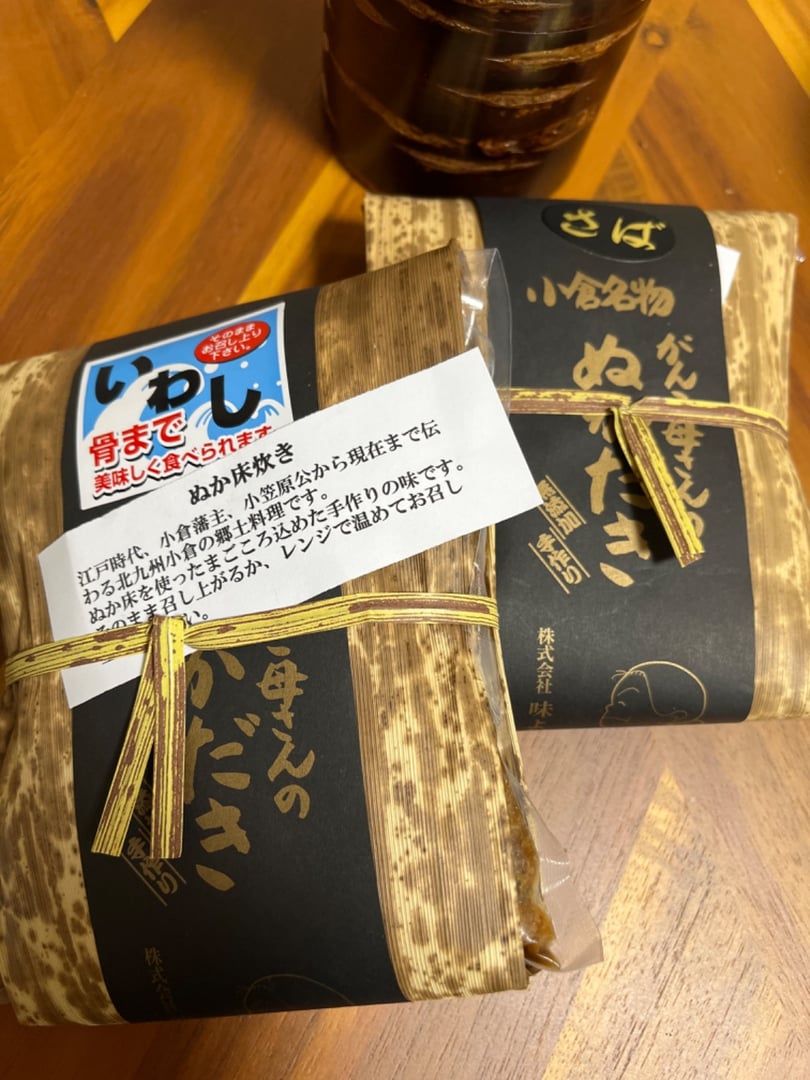 そのまま
お召し上り
下さい。
いわし
骨まで
美味しく食べられます
ぬか床炊き
江戸時代、小倉藩主、小笠原公から現在まで伝
わる北九州小倉の郷土料理です。
ぬか床を使ったまごころ込めた手作りの味です。
そのまま召し上がるか、レンジで温めてお召し
い。
母さんの
かだき
手作り
株式会
さば
小倉名物
がんこ母さんの
ぬかだき
手作り
株式会社 味